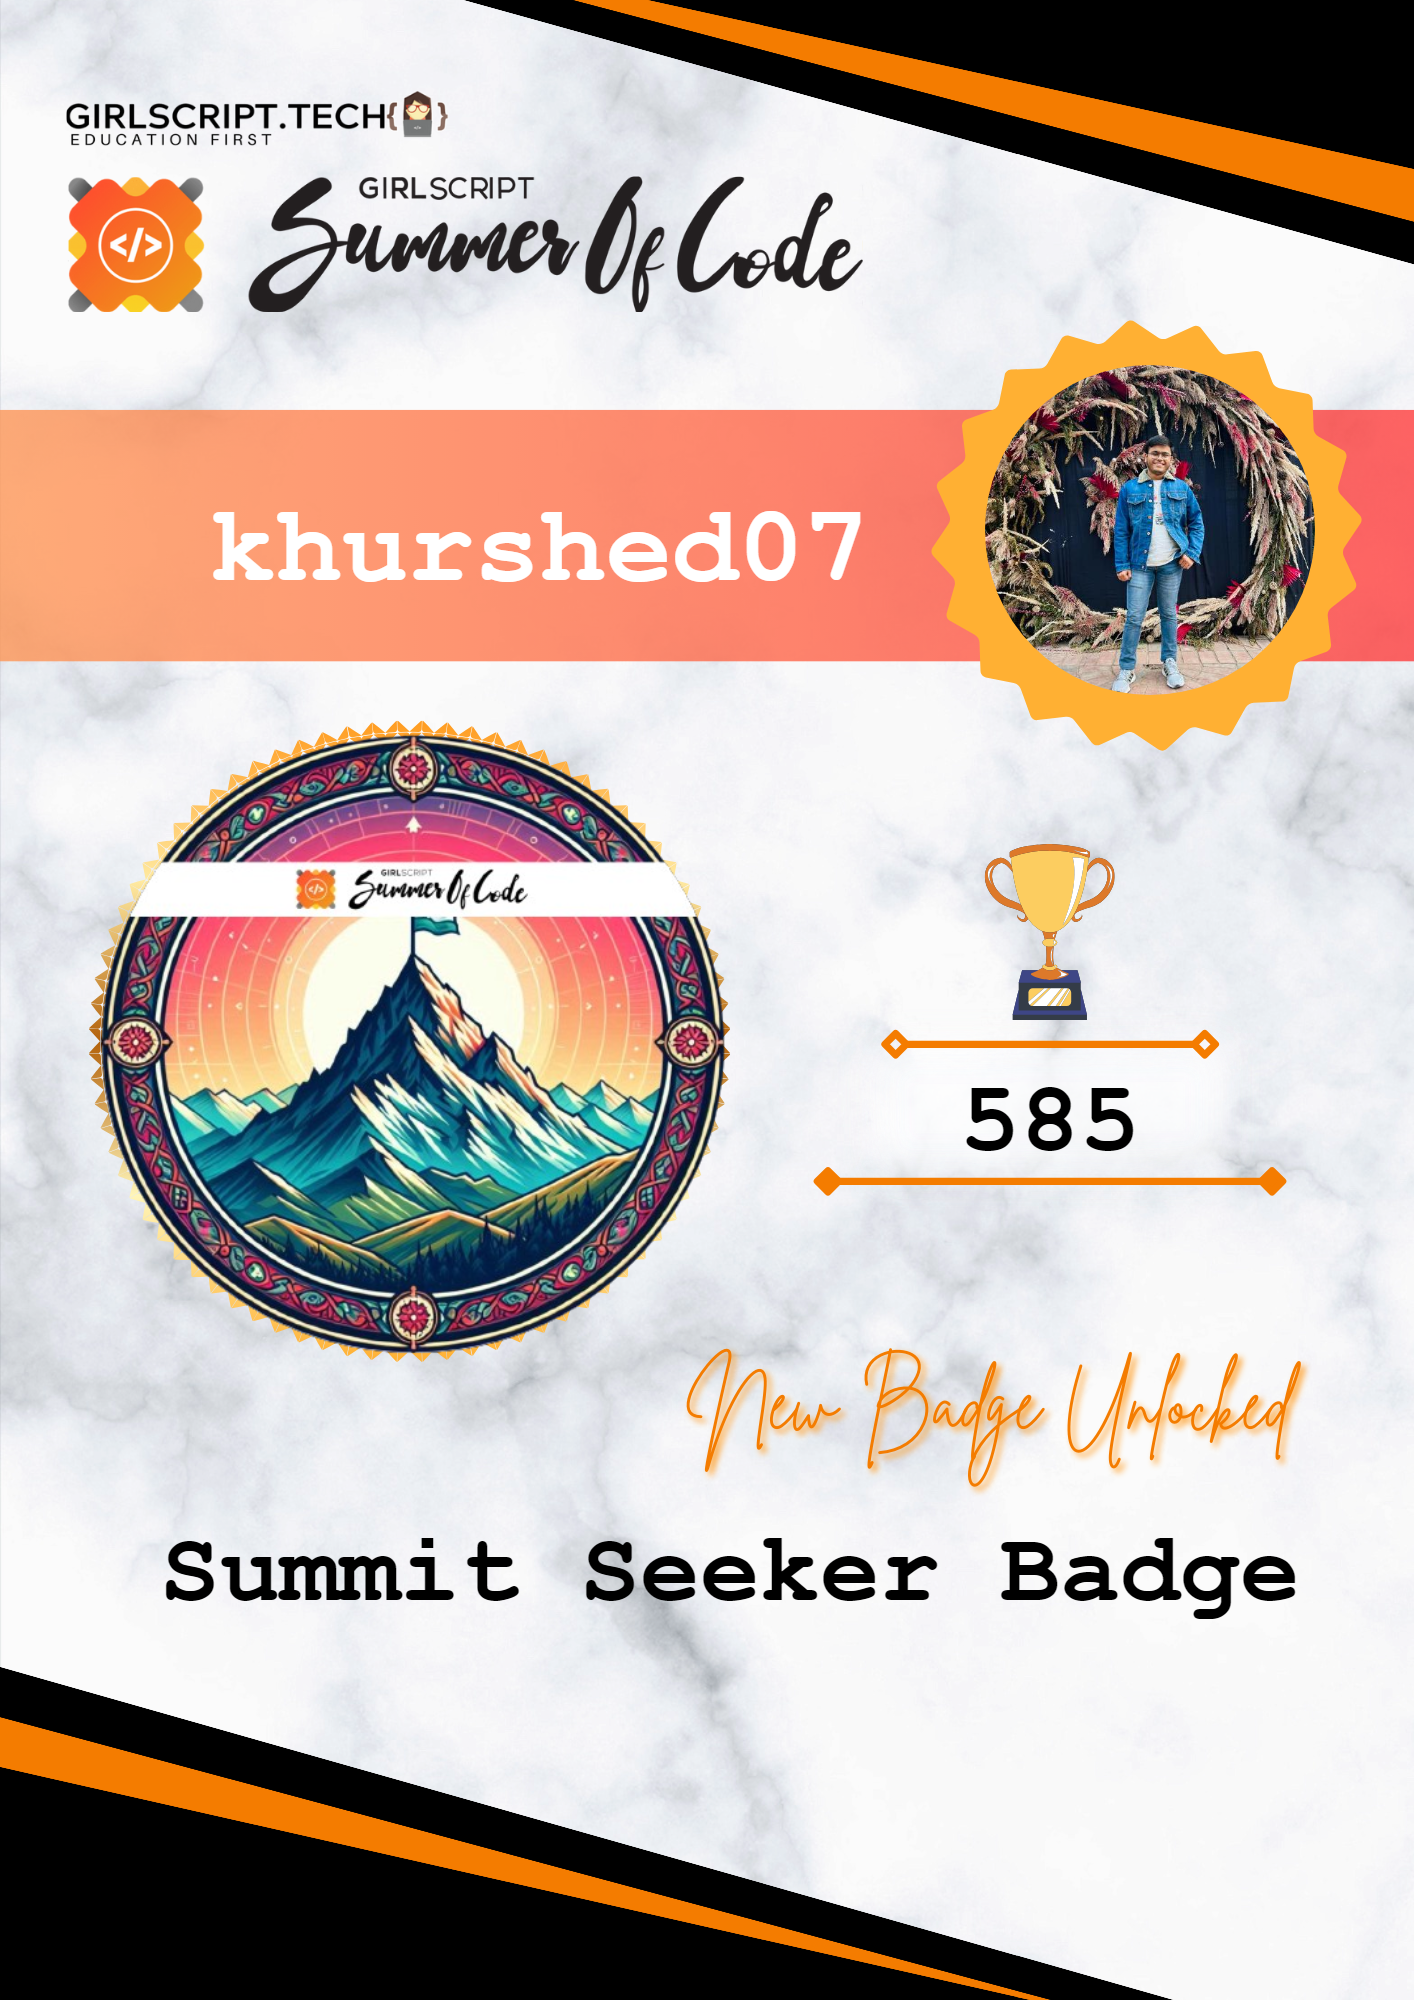 GIRLSCRIPT.TECH{ }
EDUCATION FIRST
</>
GIRLSCRIPT
Summer Of Code
khurshed07
</>
GIRLSCRIPT
Summer Of Code
585
New Badge Unlocked
Summit Seeker Badge